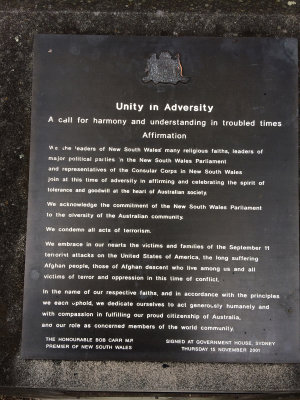 Unity in Adversity
A call for harmony and understanding in troubled times
Affirmation
We the leaders of New South Wales' many religious faiths, leaders of
major political parties in the New South Wales Parliament
and representatives of the Consular Corps in New South Wales
join at this time of adversity in affirming and celebrating the spirit of
tolerance and goodwill at the heart of Australian society.
We acknowledge the commitment of the New South Wales Parliament
to the diversity of the Australian community.
We condemn all acts of terrorism.
We embrace in our hearts the victims and families of the September 11
terrorist attacks on the United States of America, the long suffering
Afghan people, those of Afghan descent who live among us and all
victims of terror and oppression in this time of conflict.
In the name of our respective faiths, and in accordance with the principles
we each uphold, we dedicate ourselves to act generously humanely and
with compassion in fulfilling our proud citizenship of Australia,
and our role as concerned members of the world community.
THE HONOURABLE BOB CARR MP
PREMIER OF NEW SOUTH WALES
SIGNED AT GOVERNMENT HOUSE, SYDNEY
THURSDAY 15 NOVEMBER 2001